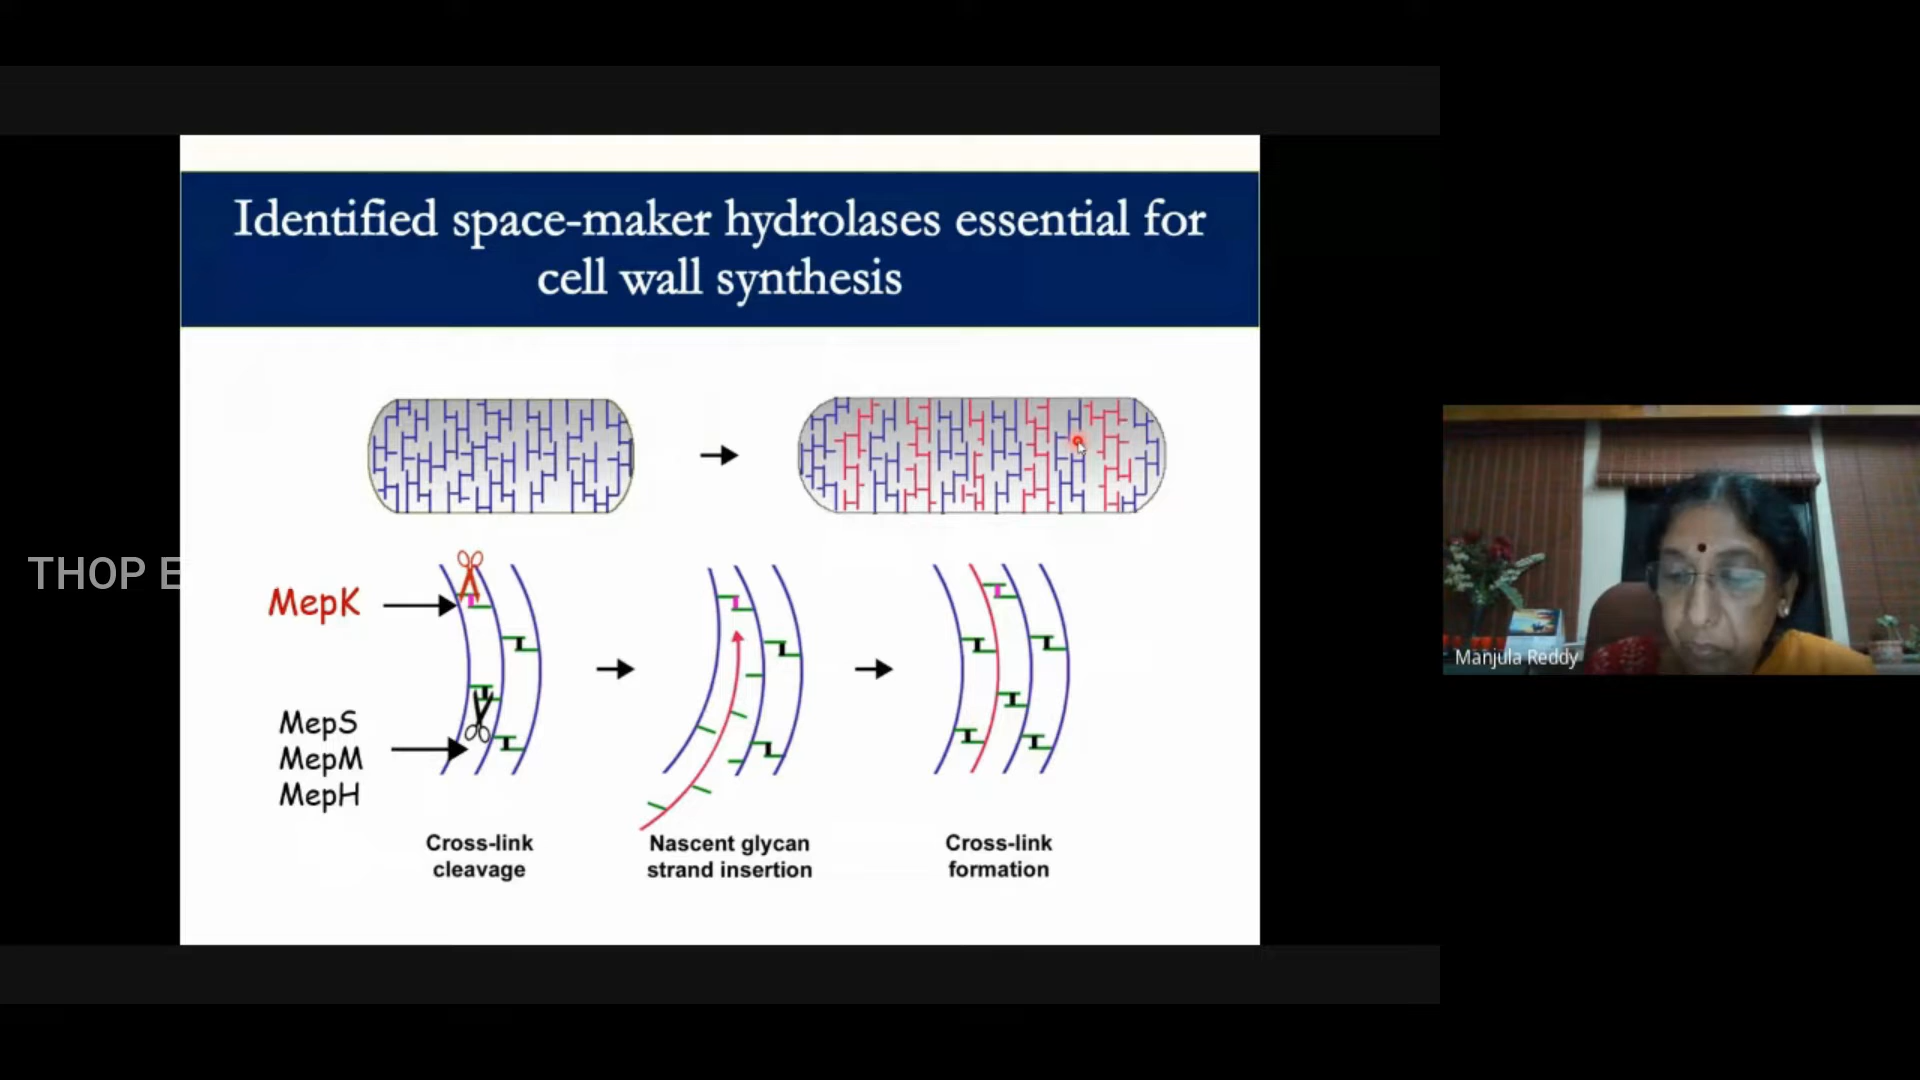 Identified space-maker hydrolases essential for
cell wall synthesis
THOP E
MepK
MepS
MepM
MepH
Cross-link
cleavage
Nascent glycan
strand insertion
Cross-link
formation
Manjula Reddy